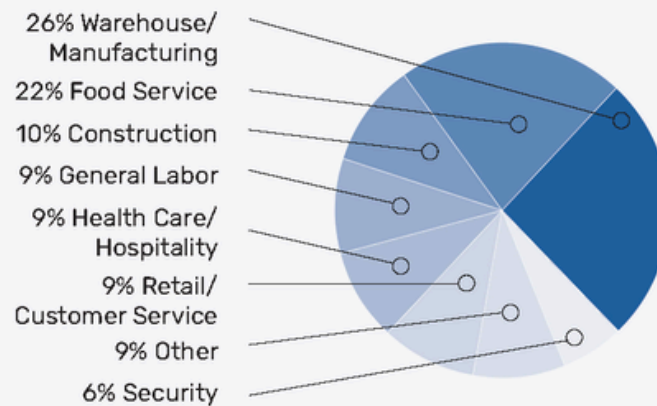 26% Warehouse/
Manufacturing
22% Food Service
10% Construction
9% General Labor
9% Health Care/
Hospitality
9% Retail/
Customer Service
9% Other
6% Security